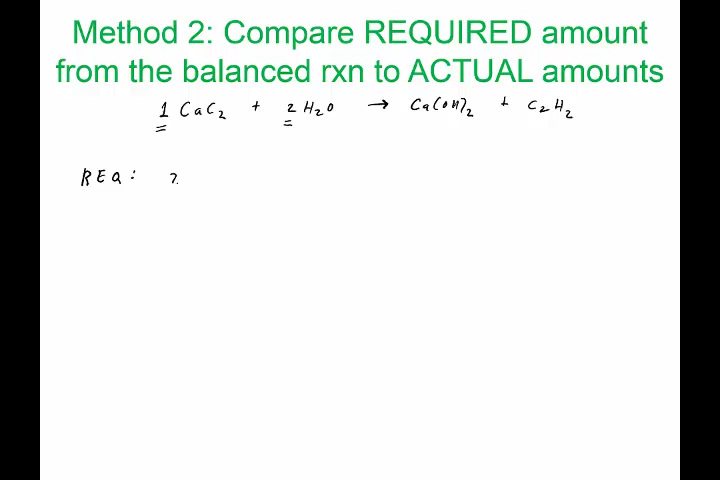 Method 2: Compare REQUIRED amount
from the balanced rxn to ACTUAL amounts
1 CaC₂ + 2 H₂O → Ca(OH)₂ + C₂H₂
REQ: 2